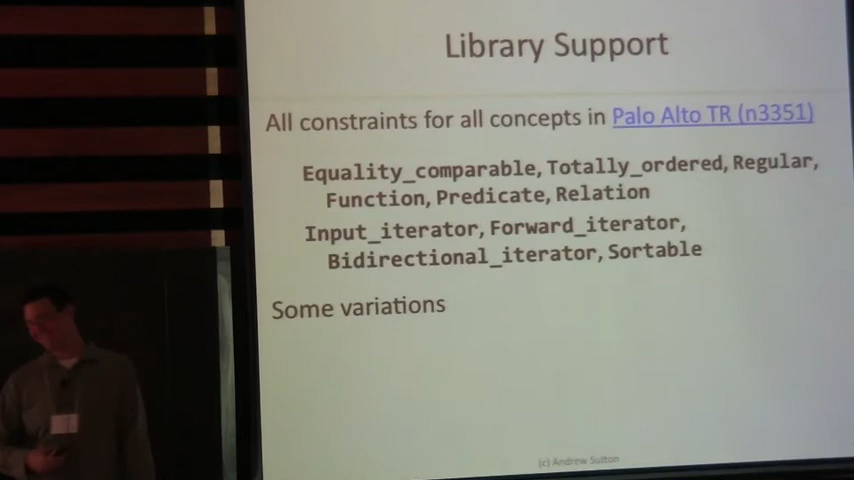 Library Support
All constraints for all concepts in Palo Alto TR (n3351)
Equality_comparable, Totally_ordered, Regular,
Function, Predicate, Relation
Input_iterator, Forward_iterator,
Bidirectional_iterator, Sortable
Some variations
(c) Andrew Sutton